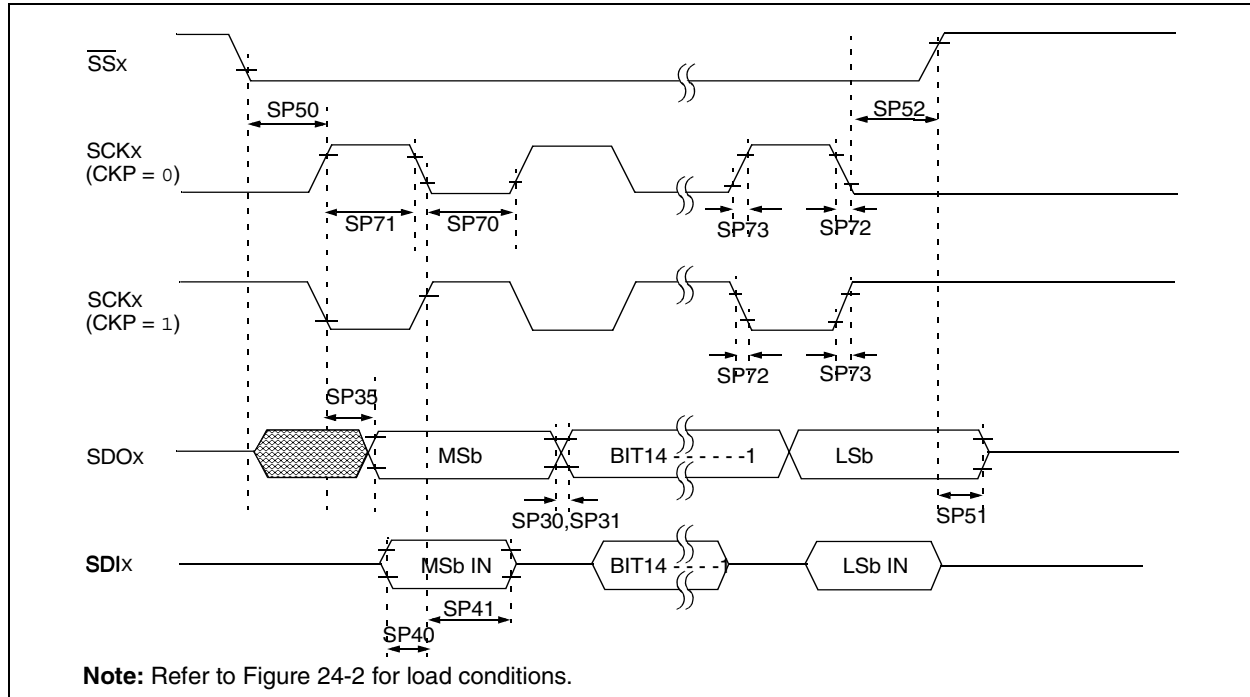 SSx
SP50
SP52
SCKx
(CKP = 0)
SP71
SP70
SP73
SP72
SCKx
(CKP = 1)
SP72
SP73
SP35
SDOx
MSb
BIT14 - - - - - -1
LSb
SP30,SP31
SP51
SDIx
MSb IN
BIT14 - - - -1
LSb IN
SP41
SP40
Note: Refer to Figure 24-2 for load conditions.